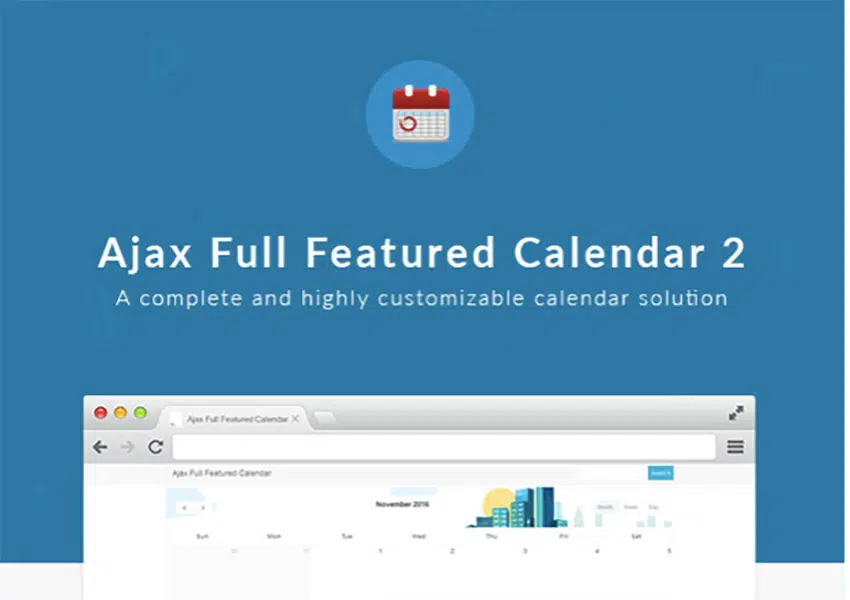 Ajax Full Featured Calendar 2
A complete and highly customizable calendar solution
Ajax Full Featured Calendar
Ajax Full Featured Calendar
November 2016
Month Week Day
Sun Mon Tue Wed Thu Fri Sat
1 2 3 4 5